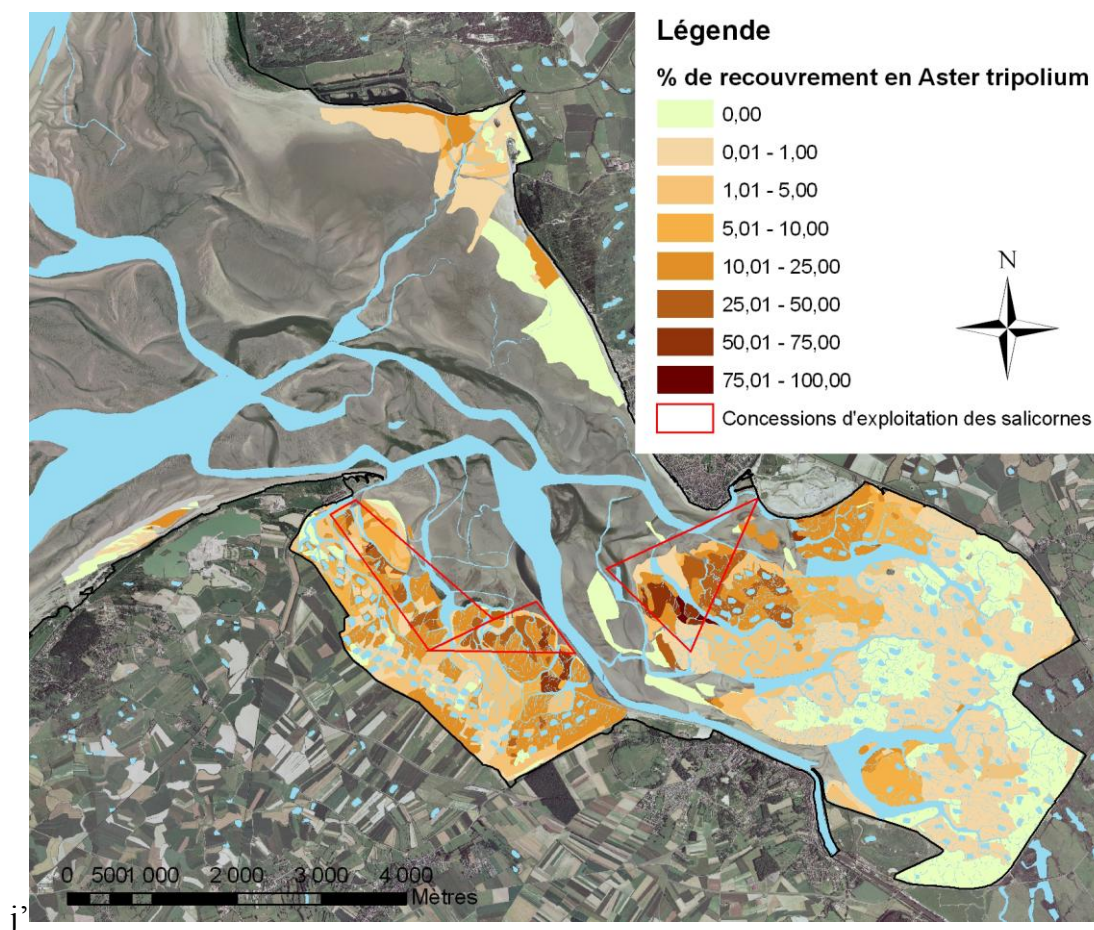 Légende
% de recouvrement en Aster tripolium
0,00
0,01 - 1,00
1,01 - 5,00
5,01 - 10,00
10,01 - 25,00
25,01 - 50,00
50,01 - 75,00
75,01 - 100,00
Concessions d'exploitation des salicornes
N
0 500 1 000 2 000 3 000 4 000
Mètres
j’